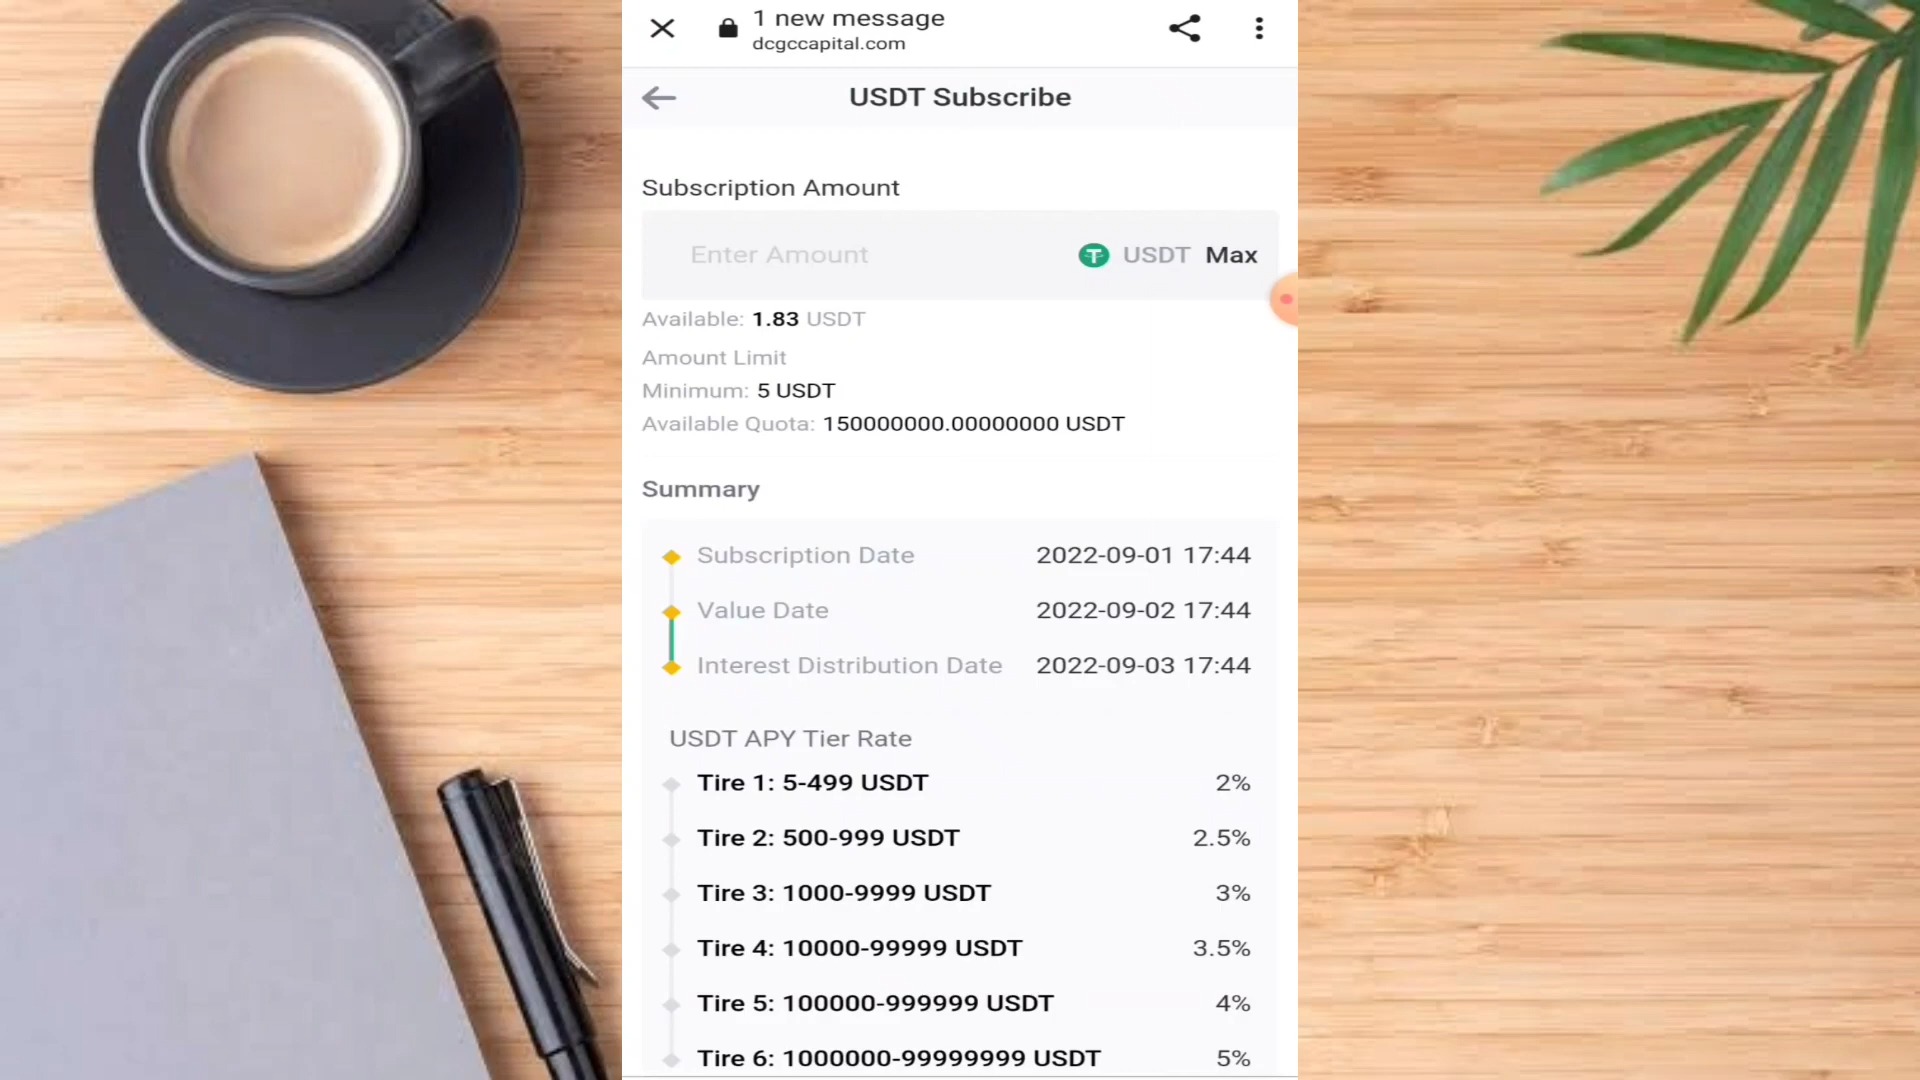 1 new message
dcgccapital.com
USDT Subscribe
Subscription Amount
Enter Amount USDT Max
Available: 1.83 USDT
Amount Limit
Minimum: 5 USDT
Available Quota: 150000000.00000000 USDT
Summary
Subscription Date 2022-09-01 17:44
Value Date 2022-09-02 17:44
Interest Distribution Date 2022-09-03 17:44
USDT APY Tier Rate
Tire 1: 5-499 USDT 2%
Tire 2: 500-999 USDT 2.5%
Tire 3: 1000-9999 USDT 3%
Tire 4: 10000-99999 USDT 3.5%
Tire 5: 100000-999999 USDT 4%
Tire 6: 1000000-99999999 USDT 5%